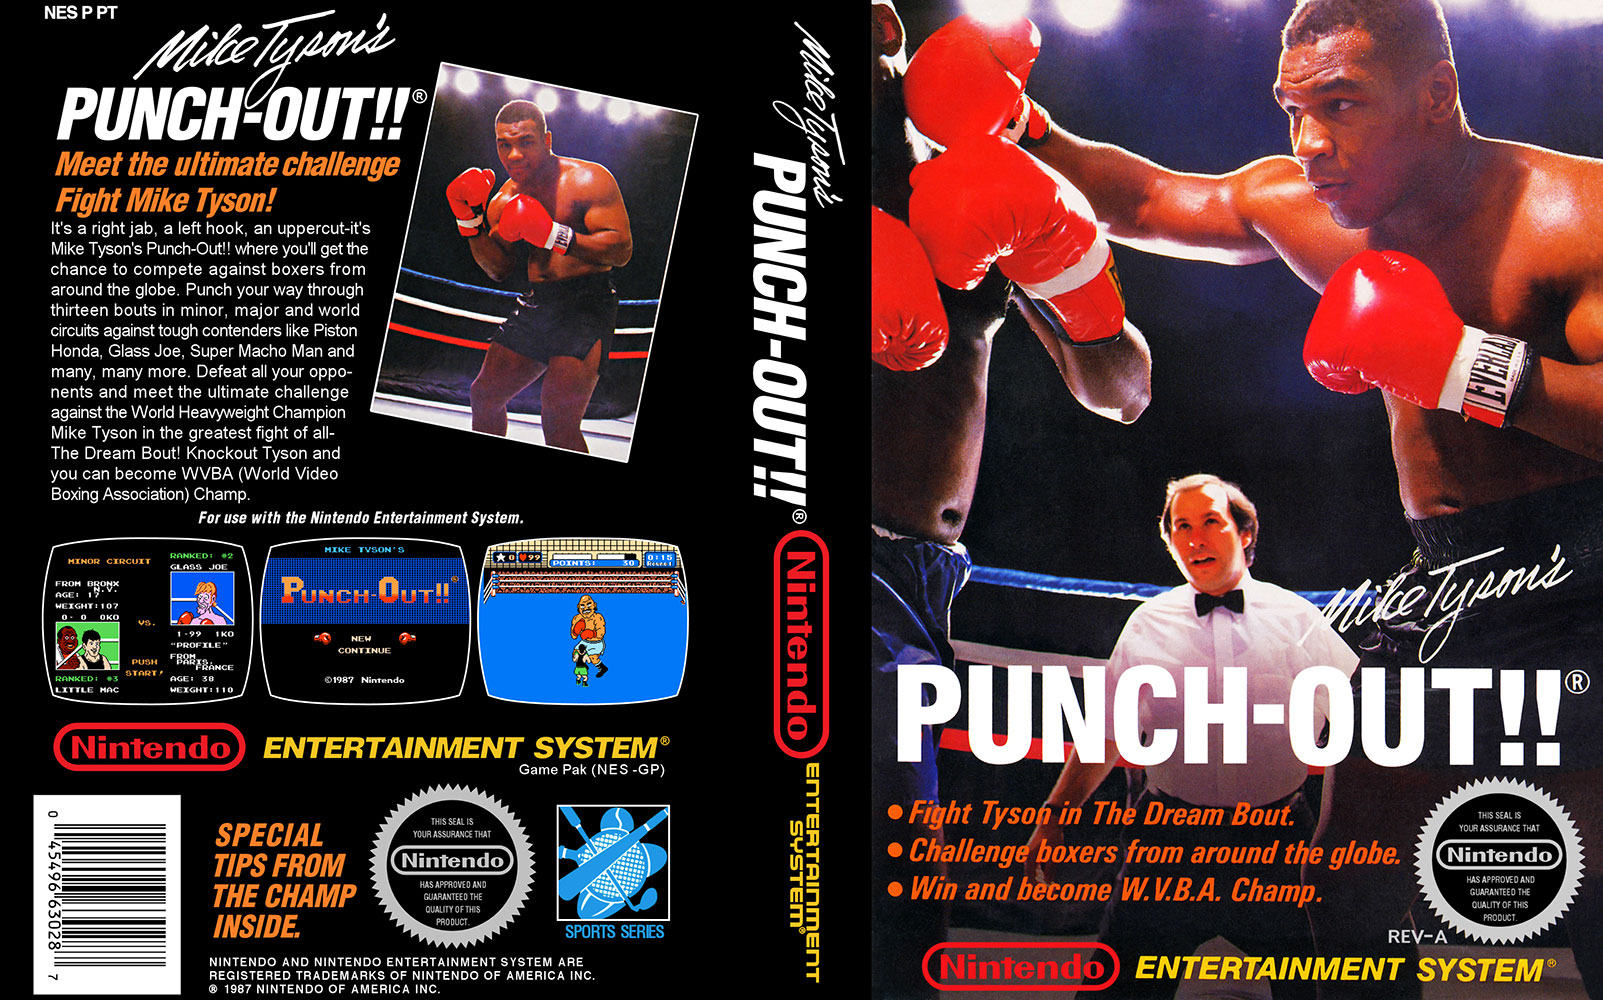 NES P PT
Mike Tyson's
PUNCH-OUT!!®
Meet the ultimate challenge
Fight Mike Tyson!
It's a right jab, a left hook, an uppercut-it's
Mike Tyson's Punch-Out!! where you'll get the
chance to compete against boxers from
around the globe. Punch your way through
thirteen bouts in minor, major and world
circuits against tough contenders like Piston
Honda, Glass Joe, Super Macho Man and
many, many more. Defeat all your oppo-
nents and meet the ultimate challenge
against the World Heavyweight Champion
Mike Tyson in the greatest fight of all-
The Dream Bout! Knockout Tyson and
you can become WVBA (World Video
Boxing Association) Champ.
For use with the Nintendo Entertainment System.
MINOR CIRCUIT
RANKED: #2
GLASS JOE
FROM BRONX
N.Y.
AGE: 17
WEIGHT:107
0- 0 0KO
VS.
1-99 1KO
"PROFILE"
FROM
PARIS,
FRANCE
AGE: 38
WEIGHT:110
PUSH
START!
RANKED: #3
LITTLE MAC
MIKE TYSON'S
PUNCH-OUT!!®
NEW
CONTINUE
©1987 Nintendo
★0 ♥99
POINTS: 30
0:15
Round 1
Nintendo
ENTERTAINMENT SYSTEM®
Game Pak (NES -GP)
0 45496 63028 7
SPECIAL
TIPS FROM
THE CHAMP
INSIDE.
THIS SEAL IS
YOUR ASSURANCE THAT
Nintendo
HAS APPROVED AND
GUARANTEED THE
QUALITY OF THIS
PRODUCT.
SPORTS SERIES
NINTENDO AND NINTENDO ENTERTAINMENT SYSTEM ARE
REGISTERED TRADEMARKS OF NINTENDO OF AMERICA INC.
® 1987 NINTENDO OF AMERICA INC.
Mike Tyson's
PUNCH-OUT!!®
Nintendo
ENTERTAINMENT
SYSTEM®
EVERLAST
Mike Tyson's
PUNCH-OUT!!®
• Fight Tyson in The Dream Bout.
• Challenge boxers from around the globe.
• Win and become W.V.B.A. Champ.
THIS SEAL IS
YOUR ASSURANCE THAT
Nintendo
HAS APPROVED AND
GUARANTEED THE
QUALITY OF THIS
PRODUCT.
REV-A
Nintendo
ENTERTAINMENT SYSTEM®